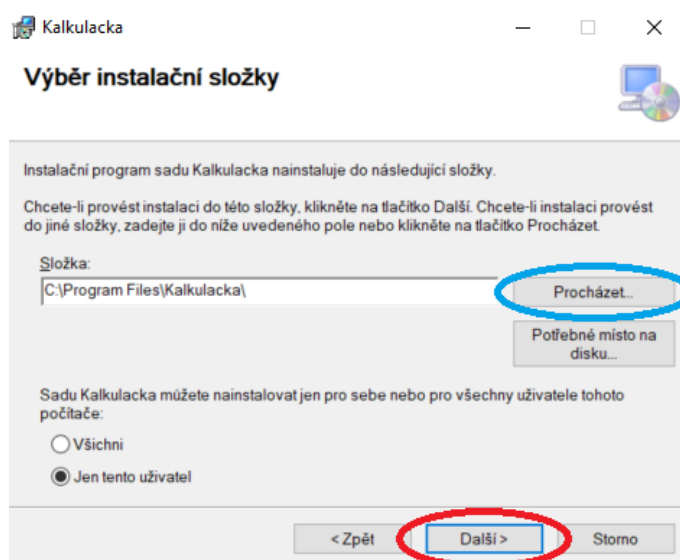 Kalkulacka
Výběr instalační složky
Instalační program sadu Kalkulacka nainstaluje do následující složky.
Chcete-li provést instalaci do této složky, klikněte na tlačítko Další. Chcete-li instalaci provést
do jiné složky, zadejte ji do níže uvedeného pole nebo klikněte na tlačítko Procházet.
Složka:
C:\Program Files\Kalkulacka\
Procházet...
Potřebné místo na
disku...
Sadu Kalkulacka můžete nainstalovat jen pro sebe nebo pro všechny uživatele tohoto
počítače:
Všichni
Jen tento uživatel
< Zpět
Další >
Storno